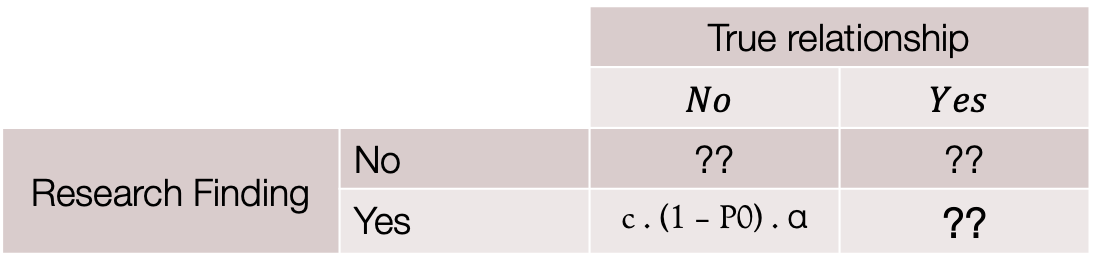 True relationship
No Yes
No ?? ??
Research Finding
Yes c . (1 – P0) . α ??